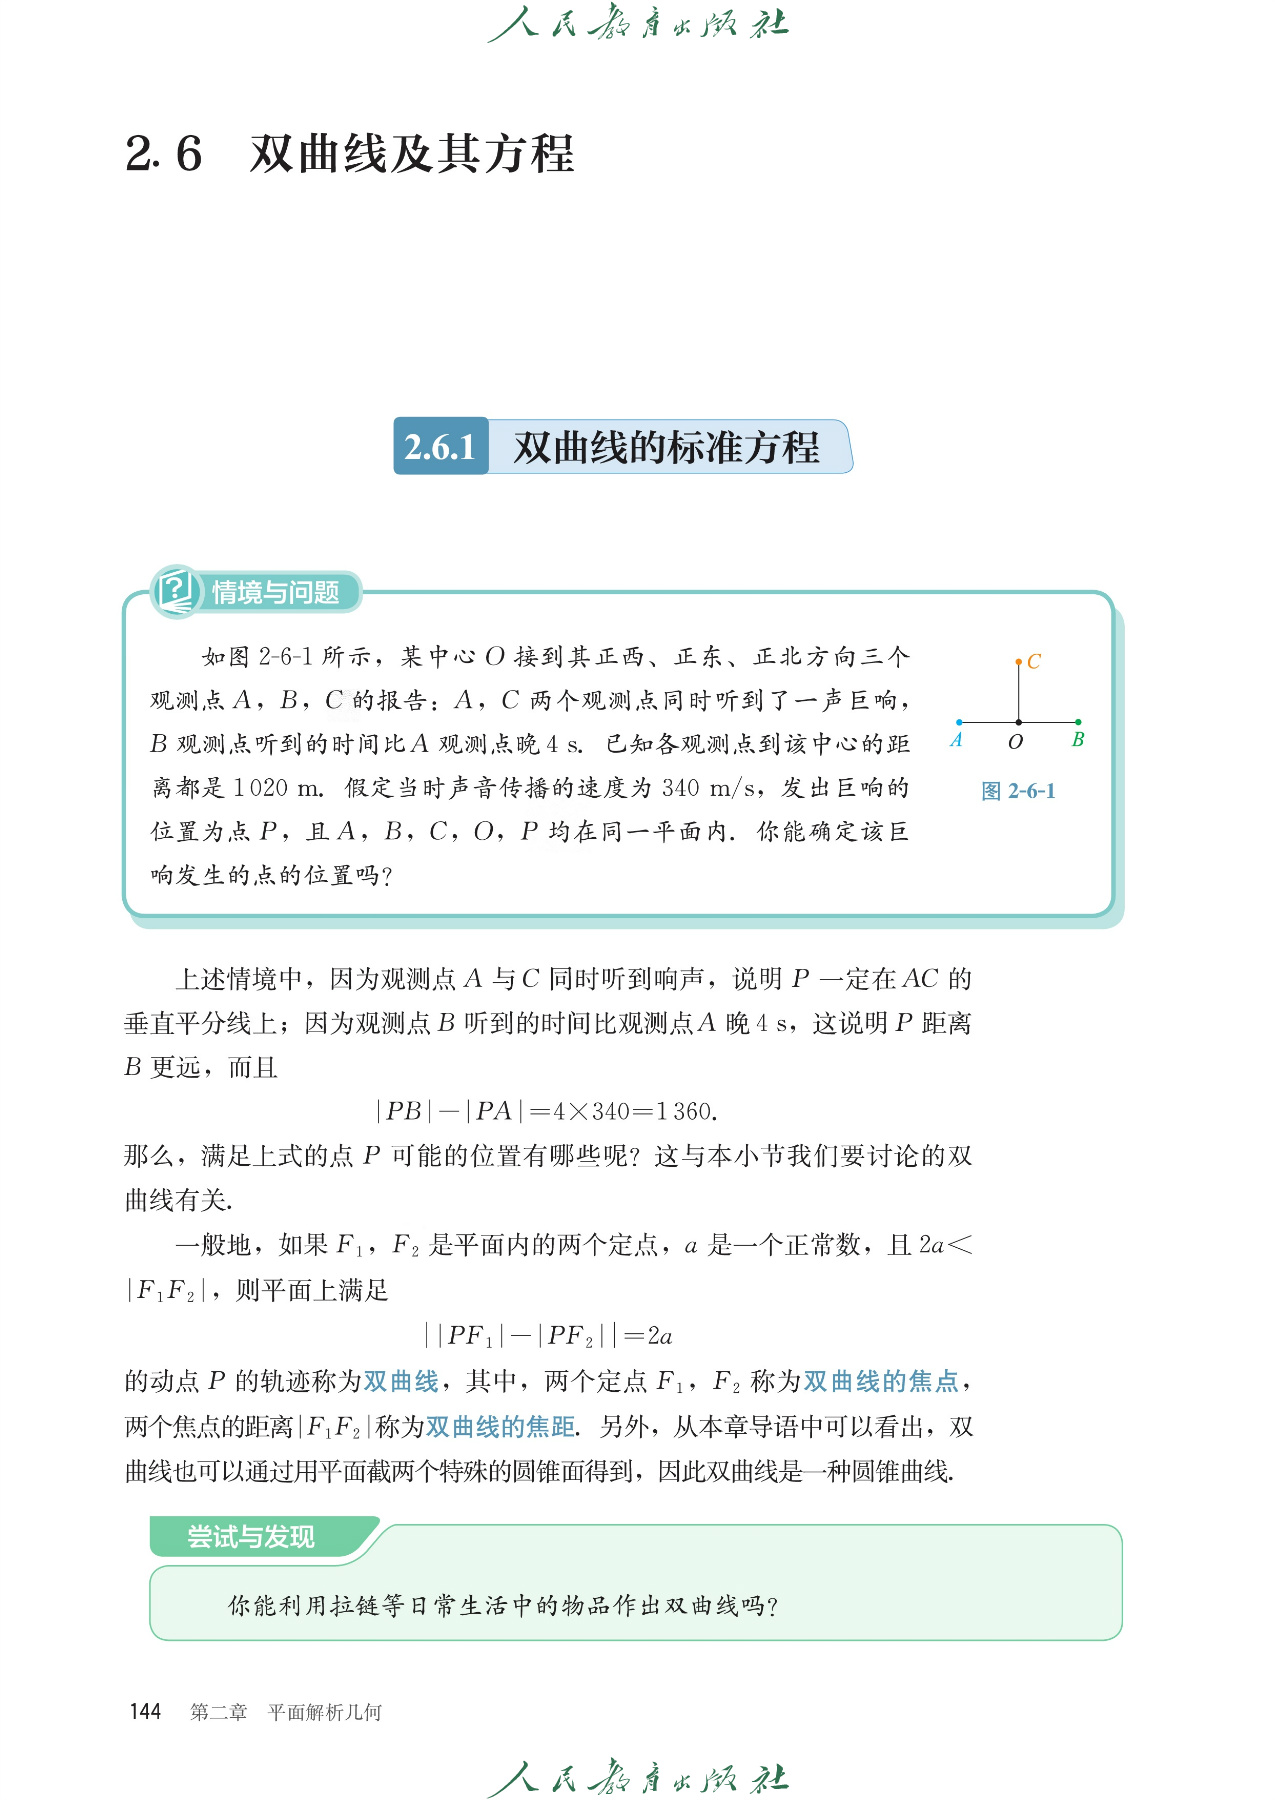 人民教育出版社
2.6 双曲线及其方程
2.6.1 双曲线的标准方程
情境与问题
如图 2-6-1 所示，某中心 O 接到其正西、正东、正北方向三个
观测点 A，B，C 的报告：A，C 两个观测点同时听到了一声巨响，
B 观测点听到的时间比 A 观测点晚 4 s．已知各观测点到该中心的距
离都是 1 020 m．假定当时声音传播的速度为 340 m/s，发出巨响的
位置为点 P，且 A，B，C，O，P 均在同一平面内．你能确定该巨
响发生的点的位置吗？
C
A O B
图 2-6-1
上述情境中，因为观测点 A 与 C 同时听到响声，说明 P 一定在 AC 的
垂直平分线上；因为观测点 B 听到的时间比观测点 A 晚 4 s，这说明 P 距离
B 更远，而且
|PB|－|PA|＝4×340＝1 360.
那么，满足上式的点 P 可能的位置有哪些呢？这与本小节我们要讨论的双
曲线有关．
一般地，如果 F₁，F₂ 是平面内的两个定点，a 是一个正常数，且 2a＜
|F₁F₂|，则平面上满足
||PF₁|－|PF₂||＝2a
的动点 P 的轨迹称为双曲线，其中，两个定点 F₁，F₂ 称为双曲线的焦点，
两个焦点的距离|F₁F₂|称为双曲线的焦距．另外，从本章导语中可以看出，双
曲线也可以通过用平面截两个特殊的圆锥面得到，因此双曲线是一种圆锥曲线．
尝试与发现
你能利用拉链等日常生活中的物品作出双曲线吗？
144 第二章 平面解析几何
人民教育出版社